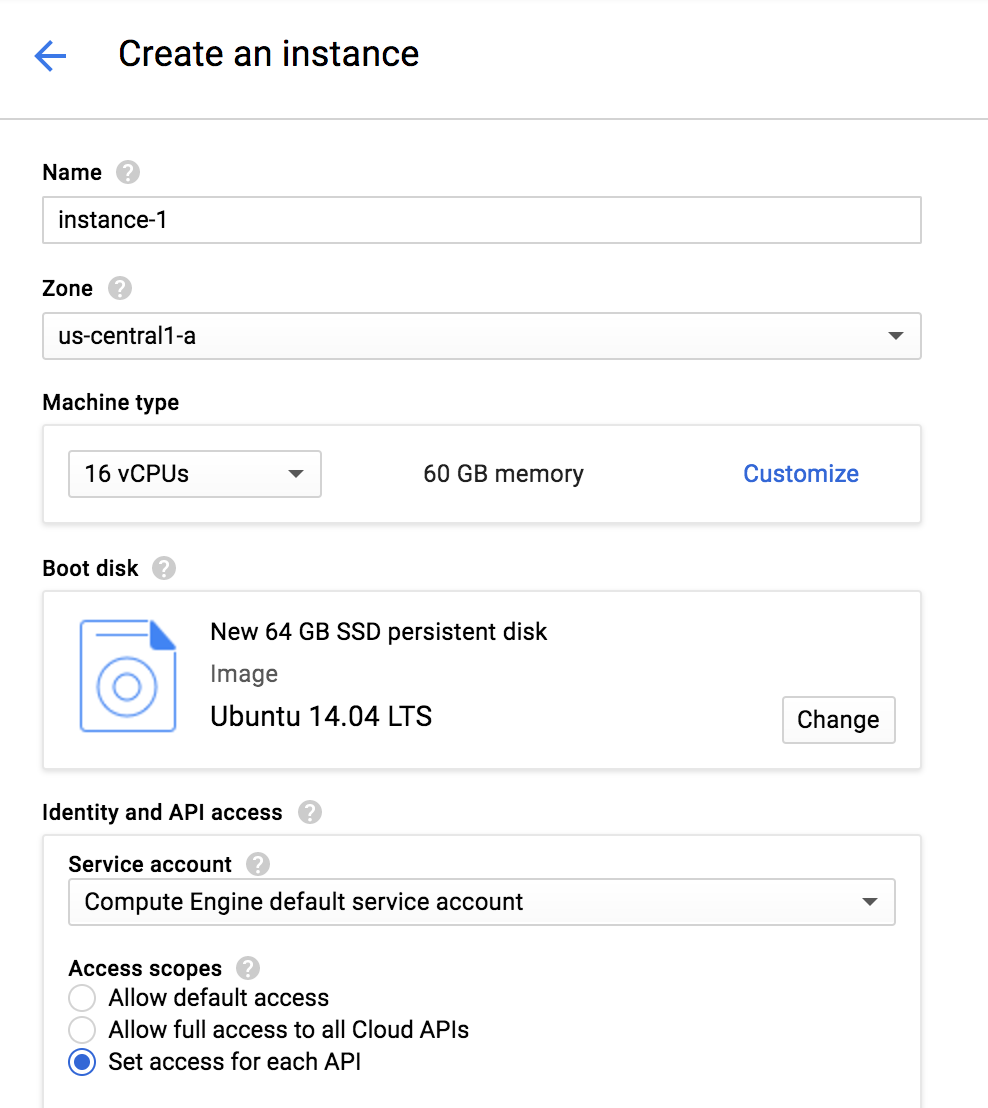 Create an instance
Name
instance-1
Zone
us-central1-a
Machine type
16 vCPUs 60 GB memory Customize
Boot disk
New 64 GB SSD persistent disk
Image
Ubuntu 14.04 LTS
Change
Identity and API access
Service account
Compute Engine default service account
Access scopes
Allow default access
Allow full access to all Cloud APIs
Set access for each API